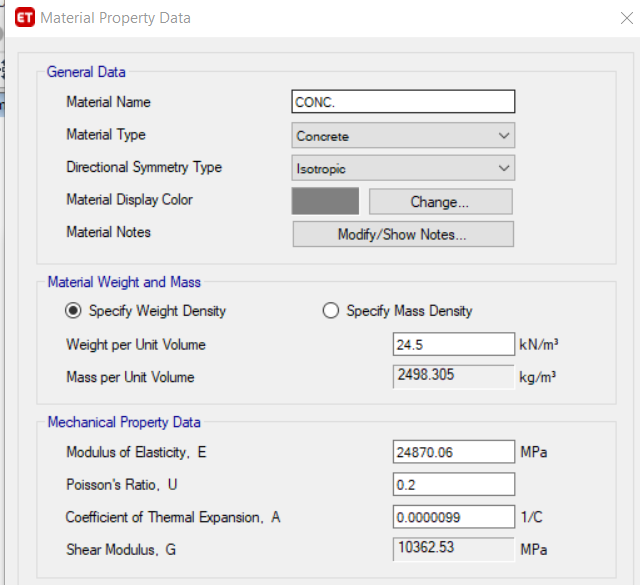 ET Material Property Data
General Data
Material Name CONC.
Material Type Concrete
Directional Symmetry Type Isotropic
Material Display Color Change...
Material Notes Modify/Show Notes...
Material Weight and Mass
Specify Weight Density Specify Mass Density
Weight per Unit Volume 24.5 kN/m³
Mass per Unit Volume 2498.305 kg/m³
Mechanical Property Data
Modulus of Elasticity, E 24870.06 MPa
Poisson's Ratio, U 0.2
Coefficient of Thermal Expansion, A 0.0000099 1/C
Shear Modulus, G 10362.53 MPa